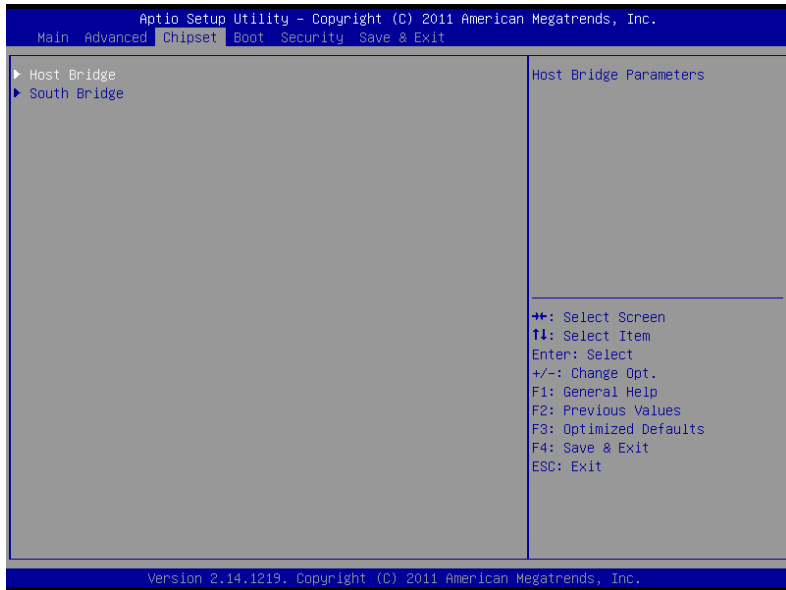 Aptio Setup Utility – Copyright (C) 2011 American Megatrends, Inc.
Main Advanced Chipset Boot Security Save & Exit
▶ Host Bridge
▶ South Bridge
Host Bridge Parameters
→←: Select Screen
↑↓: Select Item
Enter: Select
+/-: Change Opt.
F1: General Help
F2: Previous Values
F3: Optimized Defaults
F4: Save & Exit
ESC: Exit
Version 2.14.1219. Copyright (C) 2011 American Megatrends, Inc.